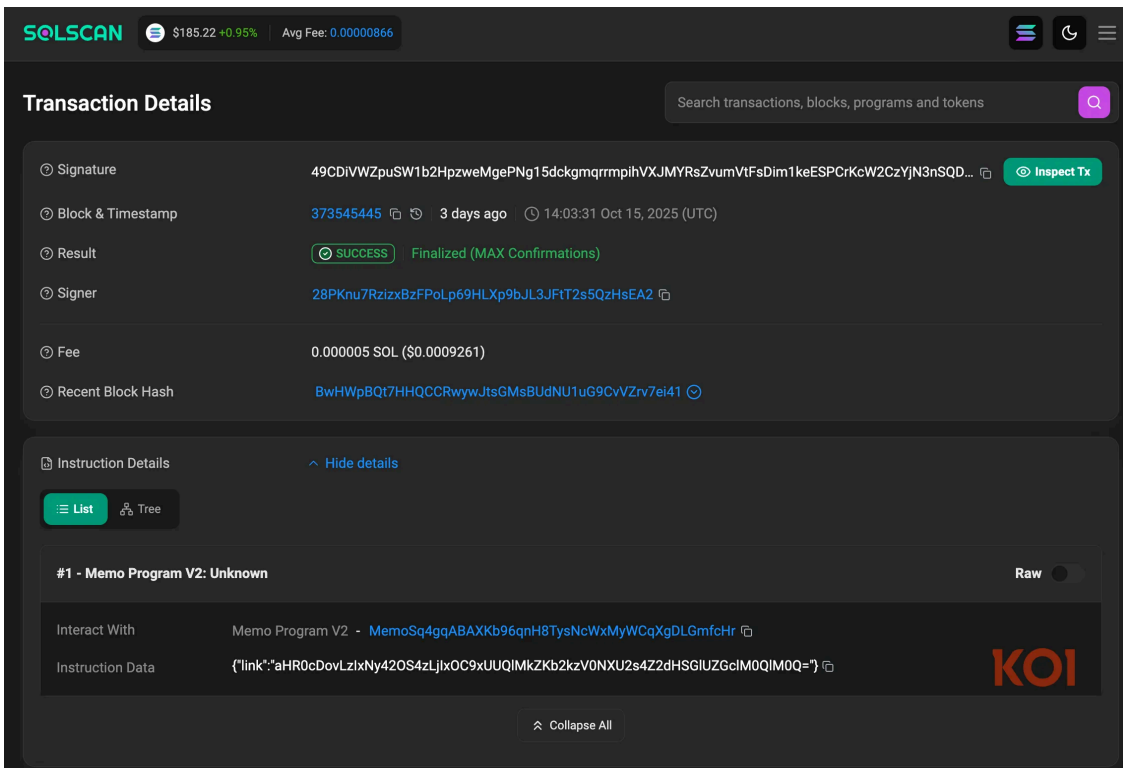 SOLSCAN $185.22 +0.95% Avg Fee: 0.00000866
Transaction Details
Search transactions, blocks, programs and tokens
Signature 49CDiVWZpuSW1b2HpzweMgePNg15dckgmqrrmpihVXJMYRsZvumVtFsDim1keESPCrKcW2CzYjN3nSQD... Inspect Tx
Block & Timestamp 373545445 3 days ago 14:03:31 Oct 15, 2025 (UTC)
Result SUCCESS Finalized (MAX Confirmations)
Signer 28PKnu7RzizxBzFPoLp69HLXp9bJL3JFtT2s5QzHsEA2
Fee 0.000005 SOL ($0.0009261)
Recent Block Hash BwHWpBQt7HHQCCRwywJtsGMsBUdNU1uG9CvVZrv7ei41
Instruction Details Hide details
List Tree
#1 - Memo Program V2: Unknown Raw
Interact With Memo Program V2 - MemoSq4gqABAXKb96qnH8TysNcWxMyWCqXgDLGmfcHr
Instruction Data {"link":"aHR0cDovLzIxNy42OS4zLjIxOC9xUUQlMkZKb2kzV0NXU2s4Z2dHSGlUZGclM0QlM0Q="}
KOI
Collapse All